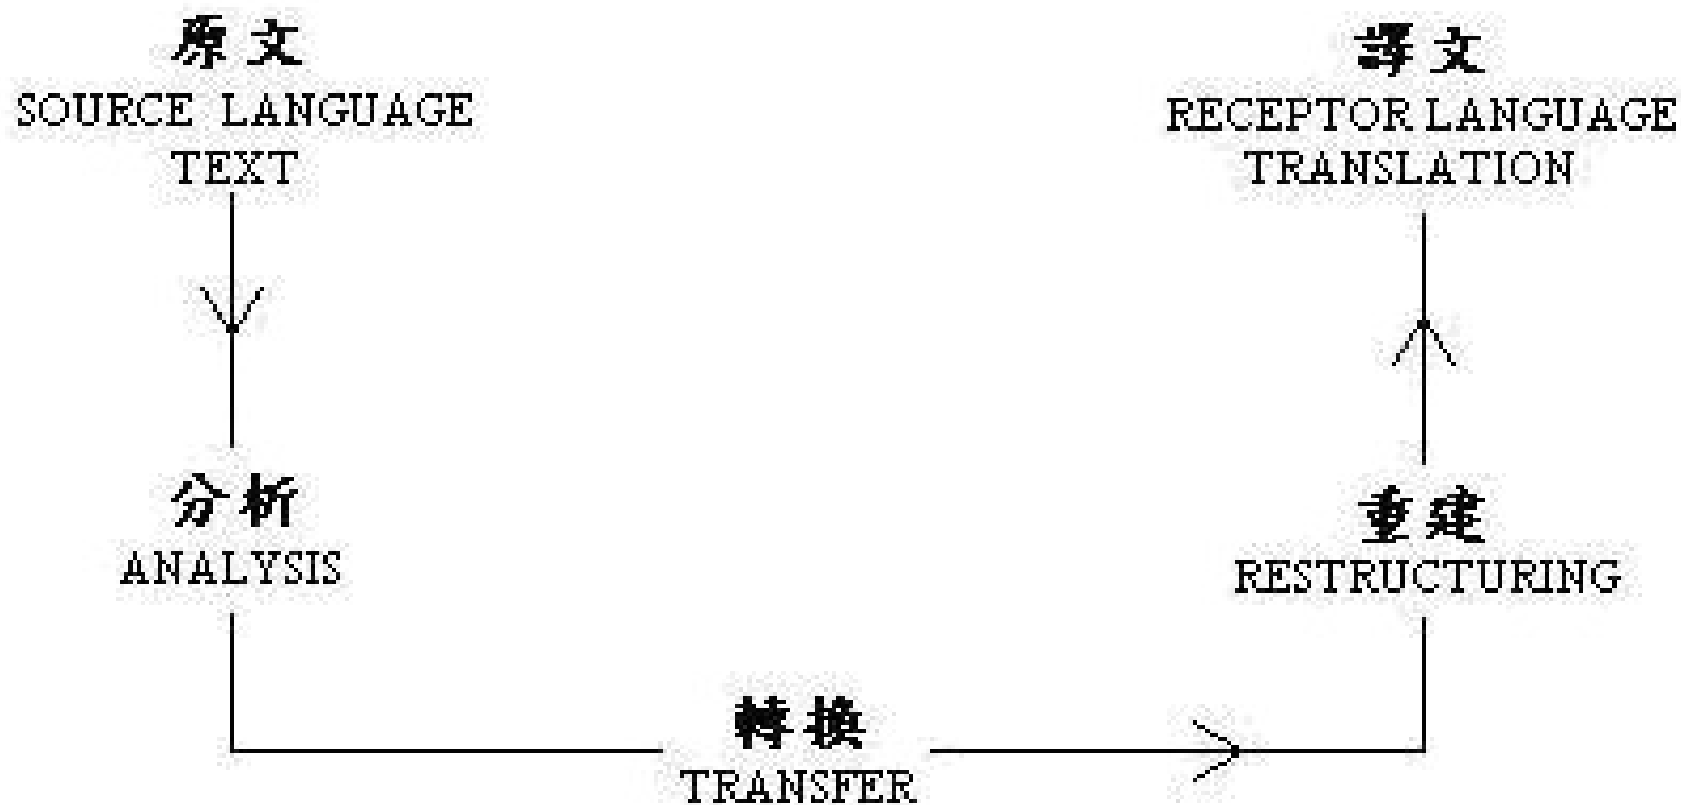 原文
SOURCE LANGUAGE
TEXT
分析
ANALYSIS
轉換
TRANSFER
重建
RESTRUCTURING
譯文
RECEPTOR LANGUAGE
TRANSLATION